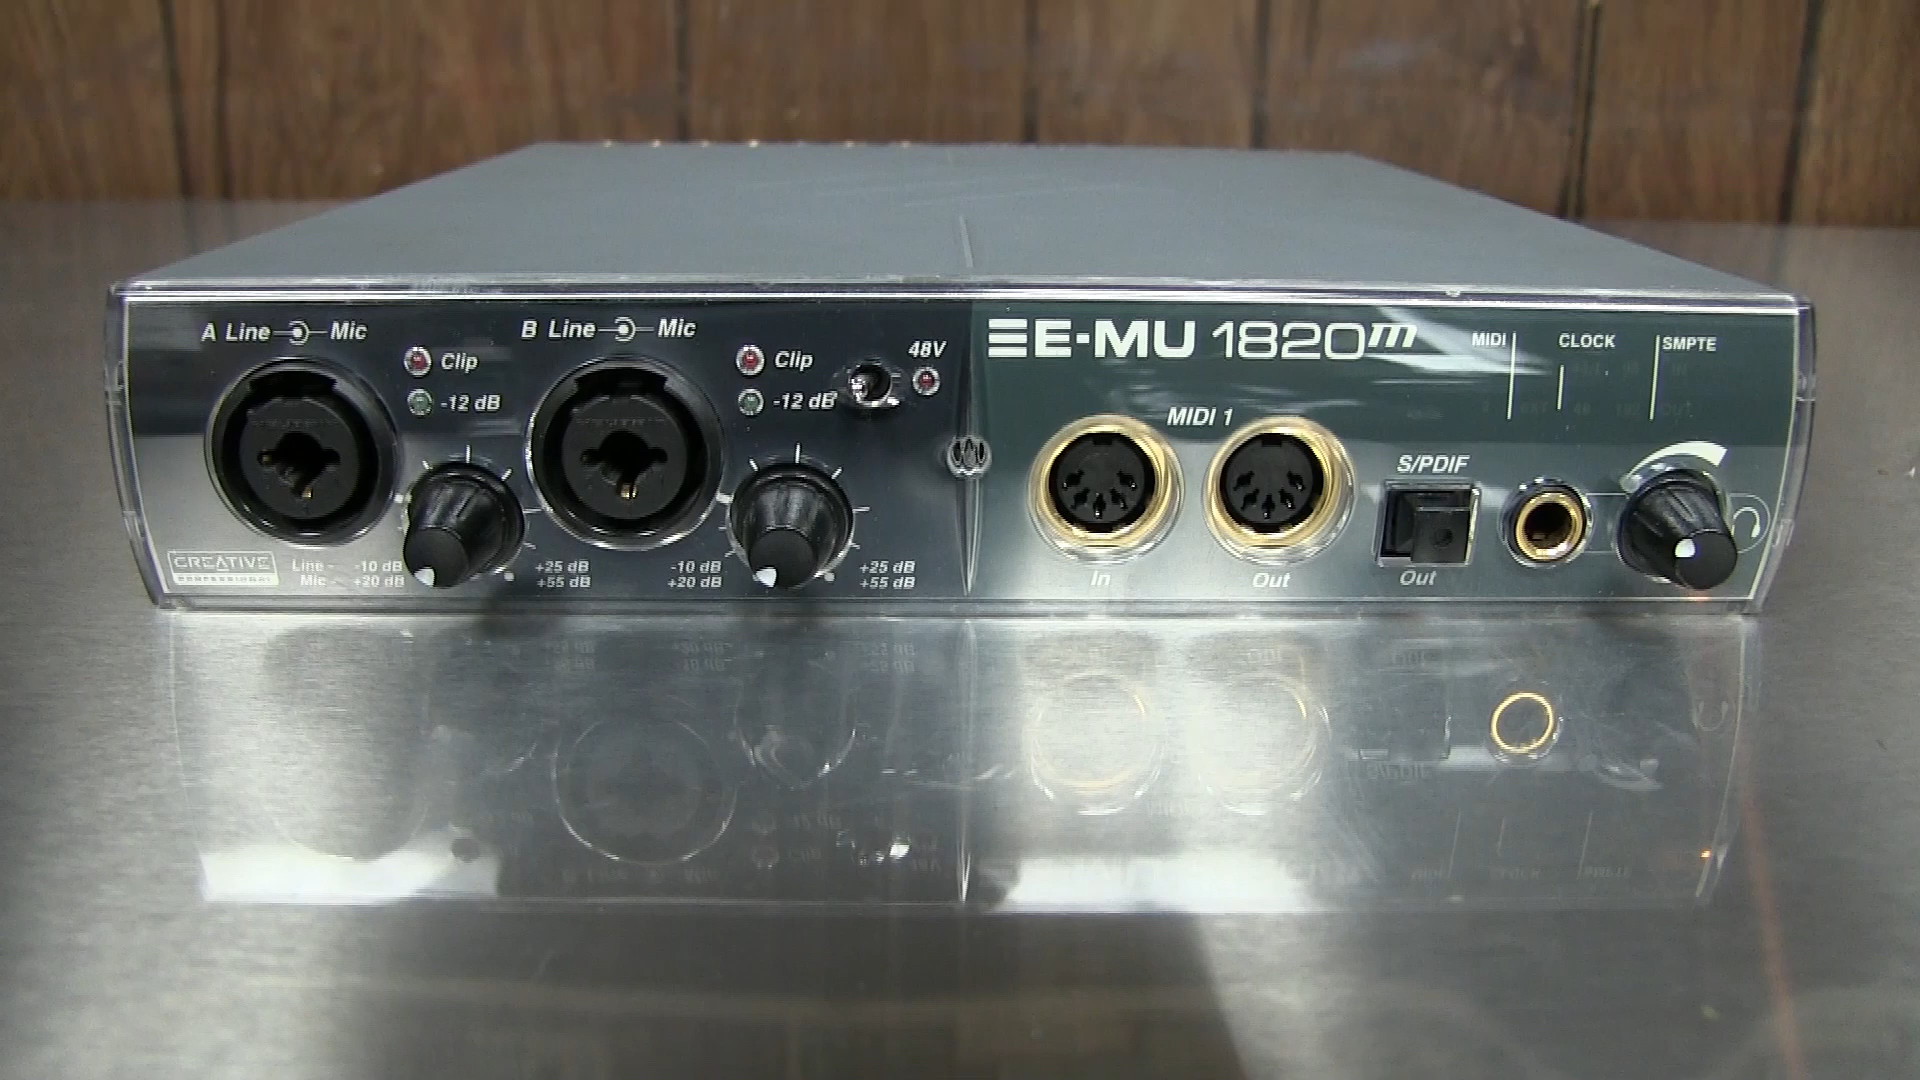 A Line Mic
Clip
-12 dB
B Line Mic
Clip
-12 dB
48V
E-MU 1820m
MIDI
CLOCK
SMPTE
MIDI 1
In
Out
S/PDIF
Out
CREATIVE
PROFESSIONAL
Line -10 dB
Mic +20 dB
+25 dB
+55 dB
-10 dB
+20 dB
+25 dB
+55 dB